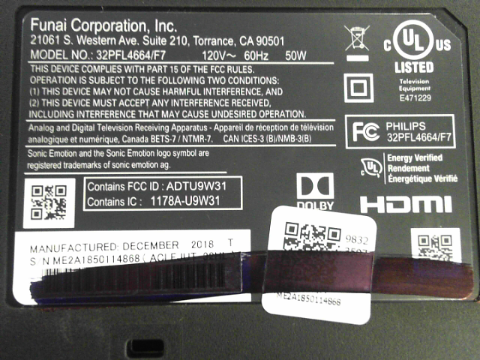 Funai Corporation, Inc.
21061 S. Western Ave. Suite 210, Torrance, CA 90501
MODEL NO.: 32PFL4664/F7 120V~ 60Hz 50W
THIS DEVICE COMPLIES WITH PART 15 OF THE FCC RULES.
OPERATION IS SUBJECT TO THE FOLLOWING TWO CONDITIONS:
(1) THIS DEVICE MAY NOT CAUSE HARMFUL INTERFERENCE, AND
(2) THIS DEVICE MUST ACCEPT ANY INTERFERENCE RECEIVED,
INCLUDING INTERFERENCE THAT MAY CAUSE UNDESIRED OPERATION.
Analog and Digital Television Receiving Apparatus - Appareil de réception de télévision
analogique et numérique, Canada BETS-7 / NTMR-7. CAN ICES-3 (B)/NMB-3(B)
Sonic Emotion and the Sonic Emotion logo symbol are
registered trademarks of sonic emotion ag.
C UL US
LISTED
Television
Equipment
E471229
FC PHILIPS
32PFL4664/F7
UL Energy Verified
Rendement
Énergétique Vérifié
Contains FCC ID : ADTU9W31
Contains IC : 1178A-U9W31
DOLBY
HDMI
MANUFACTURED: DECEMBER 2018 T
S N ME2A1850114868
9832
ME2A1850114868